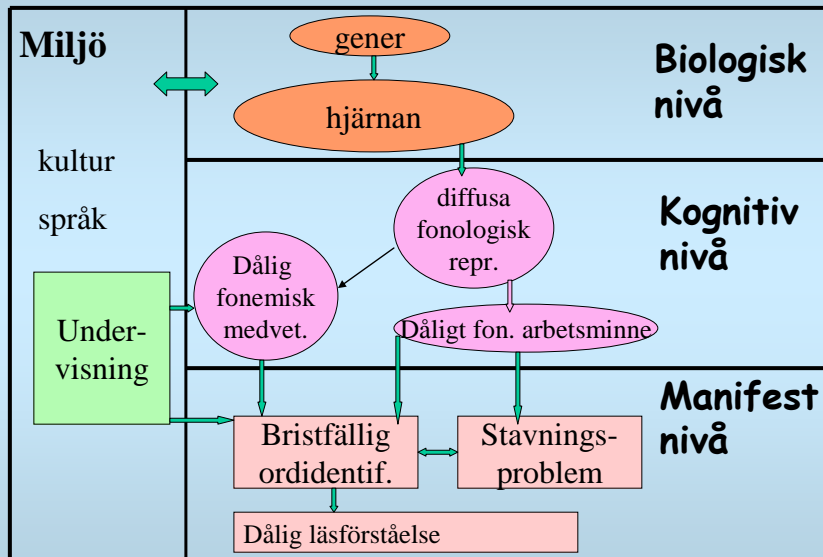 Miljö
kultur
språk
Under-
visning
gener
hjärnan
Biologisk
nivå
diffusa
fonologisk
repr.
Dålig
fonemisk
medvet.
Dåligt fon. arbetsminne
Kognitiv
nivå
Bristfällig
ordidentif.
Stavnings-
problem
Dålig läsförståelse
Manifest
nivå